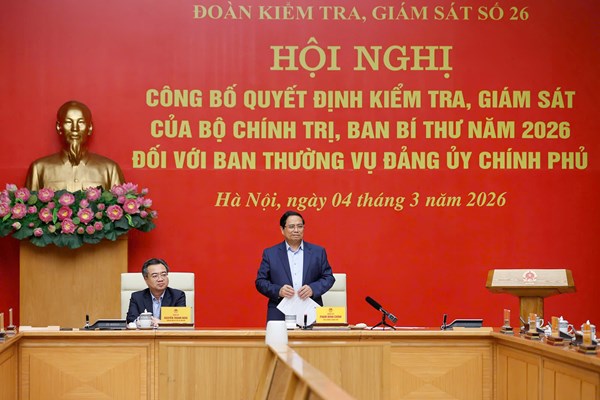 ĐOÀN KIỂM TRA, GIÁM SÁT SỐ 26
HỘI NGHỊ
CÔNG BỐ QUYẾT ĐỊNH KIỂM TRA, GIÁM SÁT
CỦA BỘ CHÍNH TRỊ, BAN BÍ THƯ NĂM 2026
ĐỐI VỚI BAN THƯỜNG VỤ ĐẢNG ỦY CHÍNH PHỦ
Hà Nội, ngày 04 tháng 3 năm 2026